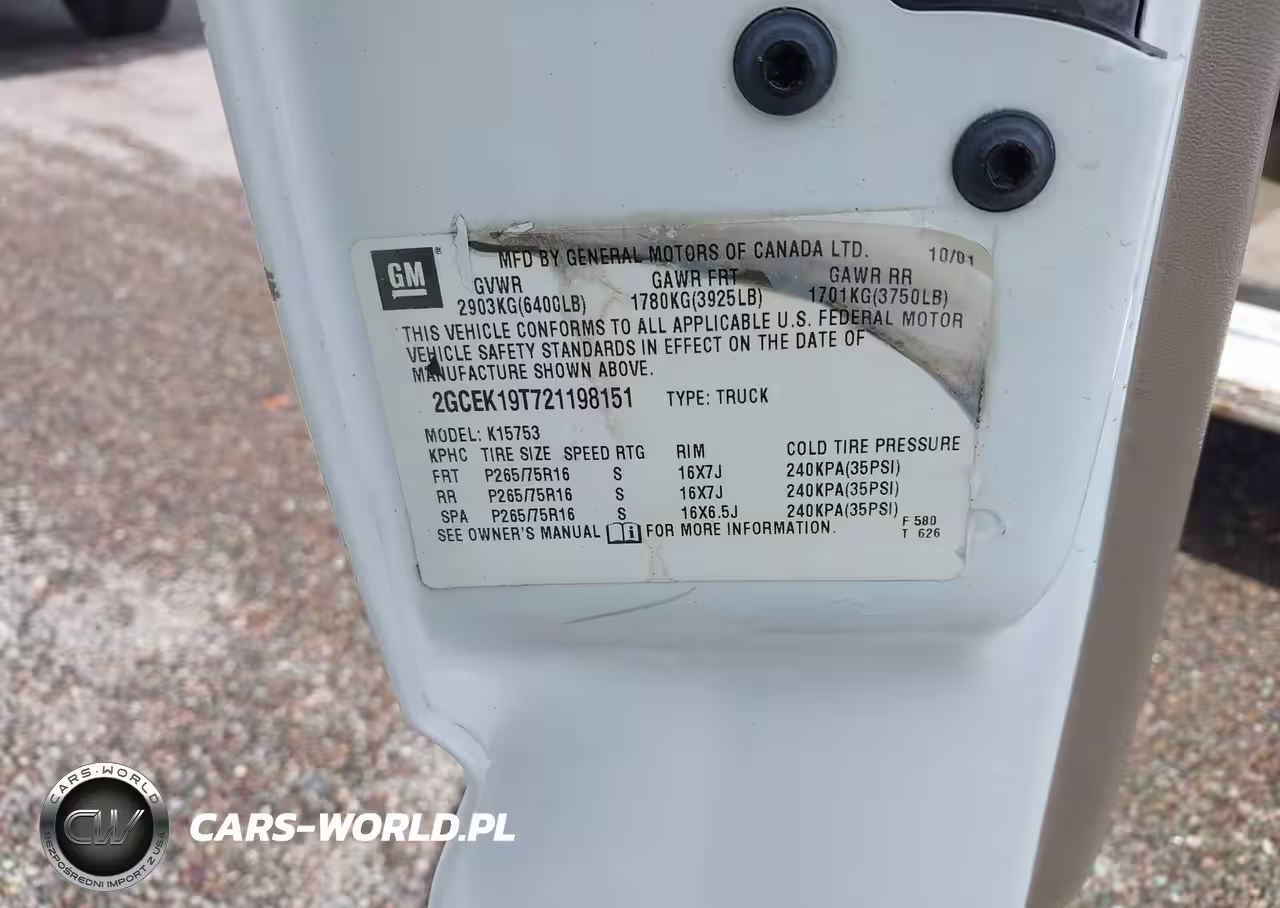 MFD BY GENERAL MOTORS OF CANADA LTD. 10/01
GM ®
GVWR GAWR FRT GAWR RR
2903KG(6400LB) 1780KG(3925LB) 1701KG(3750LB)
THIS VEHICLE CONFORMS TO ALL APPLICABLE U.S. FEDERAL MOTOR
VEHICLE SAFETY STANDARDS IN EFFECT ON THE DATE OF
MANUFACTURE SHOWN ABOVE.
2GCEK19T721198151 TYPE: TRUCK
MODEL: K15753
KPHC TIRE SIZE SPEED RTG RIM COLD TIRE PRESSURE
FRT P265/75R16 S 16X7J 240KPA(35PSI)
RR P265/75R16 S 16X7J 240KPA(35PSI)
SPA P265/75R16 S 16X6.5J 240KPA(35PSI)
SEE OWNER'S MANUAL FOR MORE INFORMATION.
F 580
T 626
CARS-WORLD
CW
BEZPOŚREDNI IMPORT Z USA
CARS-WORLD.PL